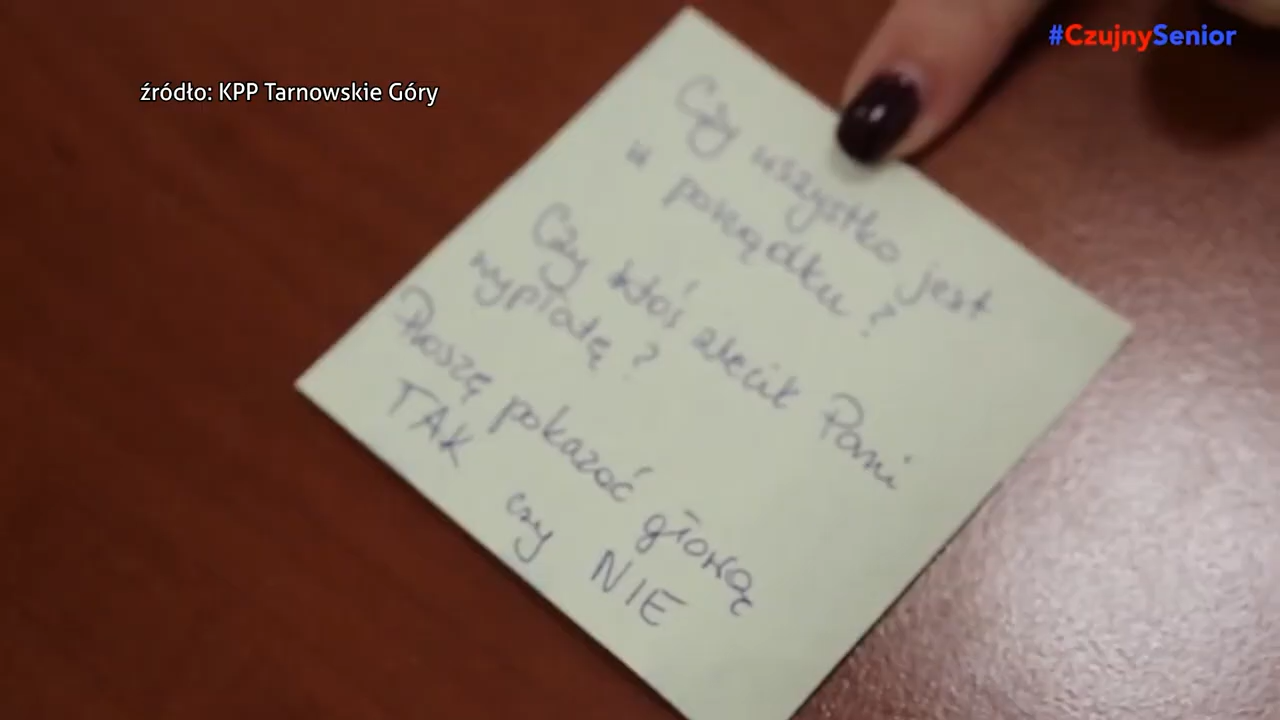 #CzujnySenior
źródło: KPP Tarnowskie Góry
Czy wszystko jest
w porządku?
Czy ktoś zlecił Pani
wypłatę?
Proszę pokazać głową
TAK czy NIE